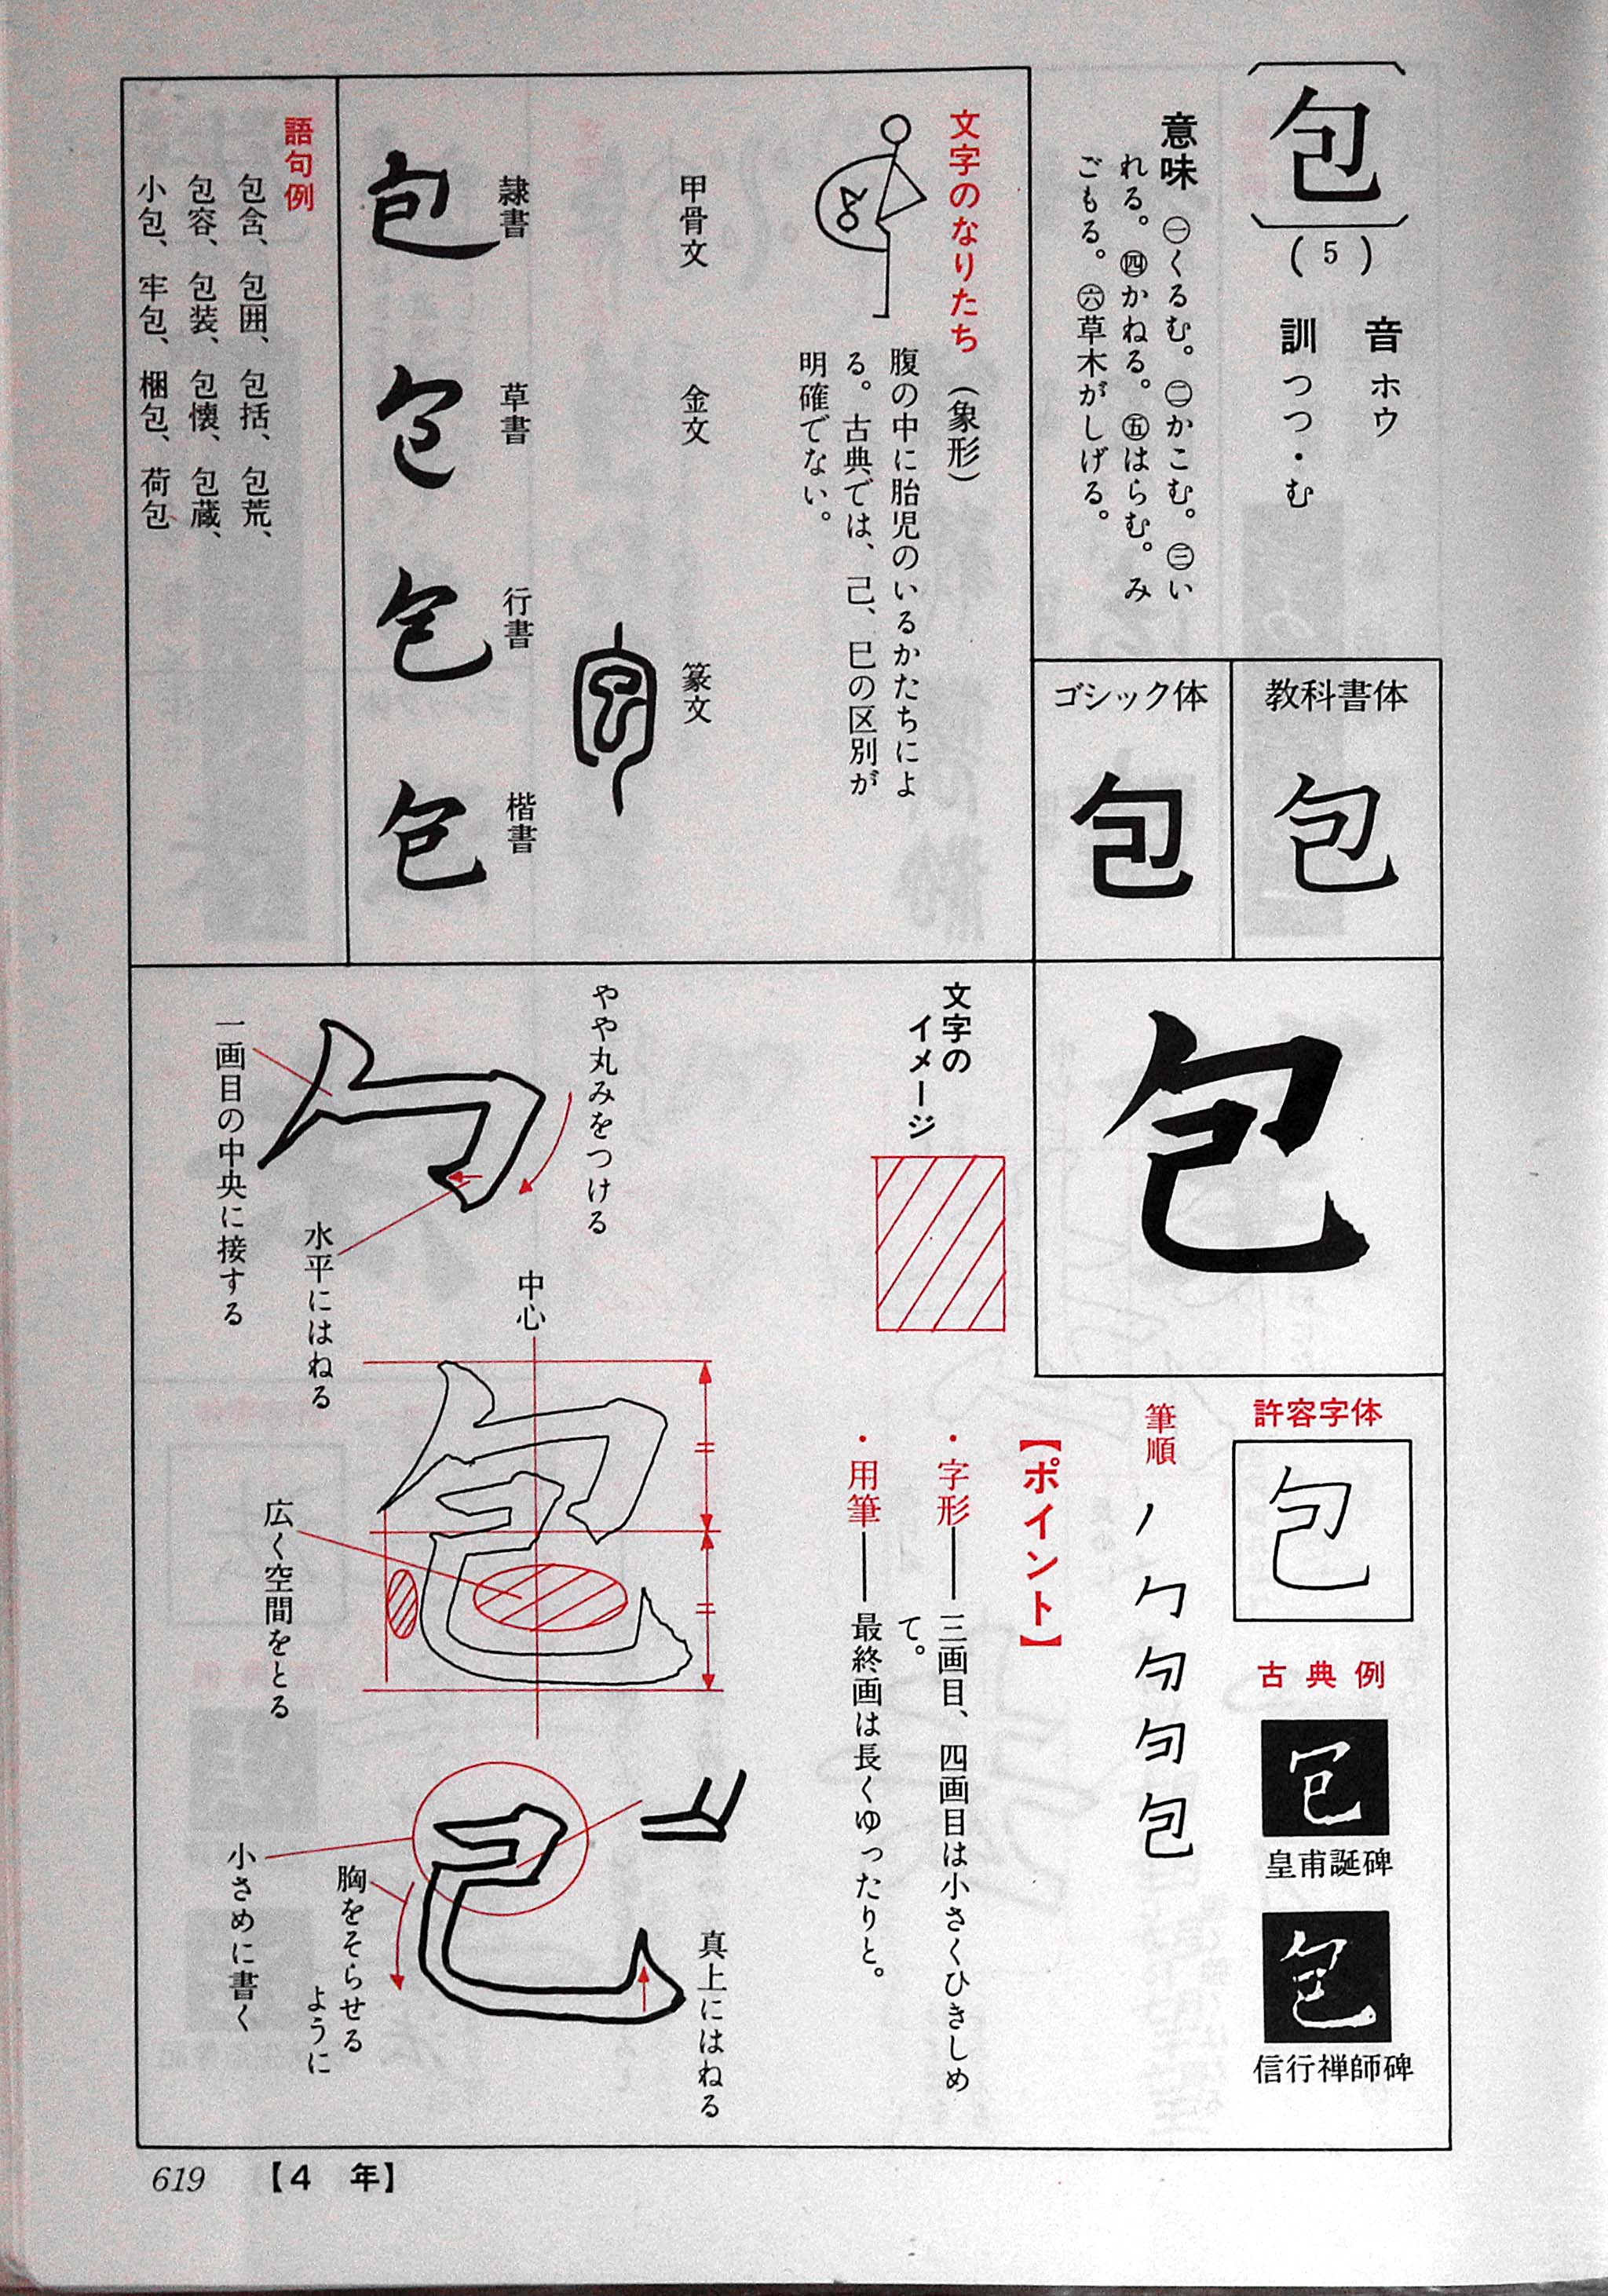 包
(5)
音 ホウ
訓 つつ・む
意味 ㊀くるむ。㊁かこむ。㊂い
れる。㊃かねる。㊄はらむ。み
ごもる。㊅草木がしげる。
教科書体
包
ゴシック体
包
文字のなりたち（象形）
腹の中に胎児のいるかたちによ
る。古典では、己、巳の区別が
明確でない。
甲骨文
金文
篆文
隷書
草書
行書
楷書
包
包
包
包
語句例
包含、包囲、包括、包荒、
包容、包装、包懐、包蔵、
小包、牢包、梱包、荷包
包
許容字体
包
古典例
包
皇甫誕碑
包
信行禅師碑
筆順
ノ 勹 勹 句 包
【ポイント】
・字形──三画目、四画目は小さくひきしめ
て。
・用筆──最終画は長くゆったりと。
文字の
イメージ
やや丸みをつける
水平にはねる
一画目の中央に接する
中心
包
広く空間をとる
真上にはねる
胸をそらせる
ように
小さめに書く
619 【4 年】